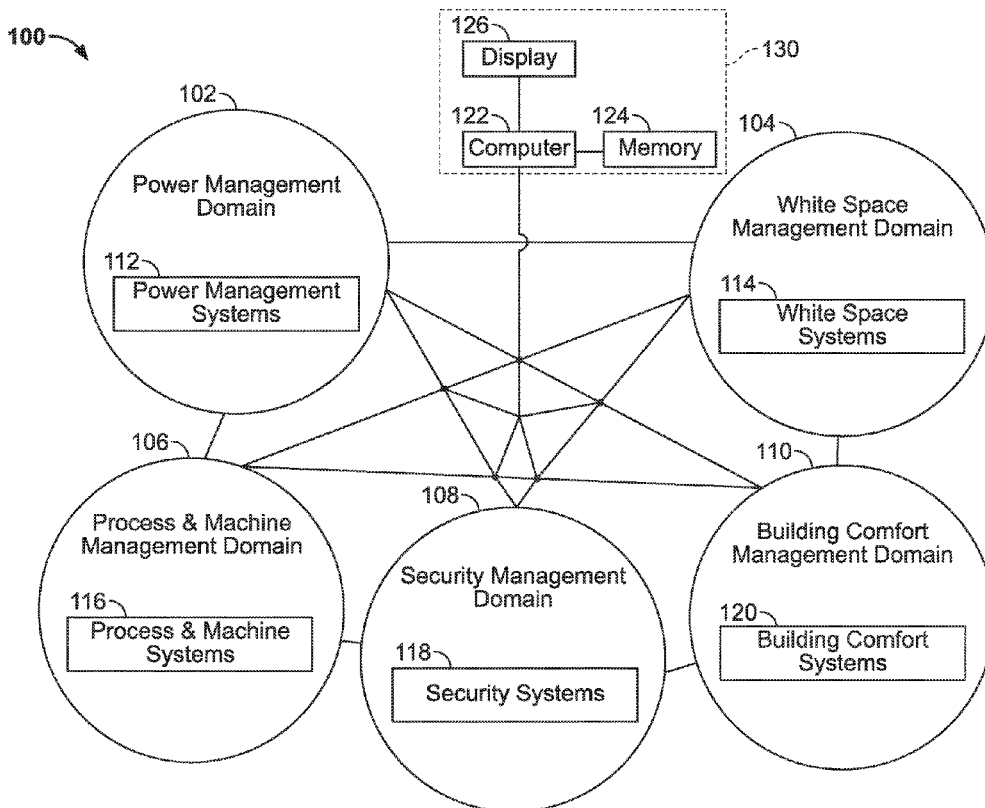 100
126
Display
130
122
Computer
124
Memory
102
Power Management
Domain
112
Power Management
Systems
104
White Space
Management Domain
114
White Space
Systems
106
Process & Machine
Management Domain
116
Process & Machine
Systems
108
Security Management
Domain
118
Security Systems
110
Building Comfort
Management Domain
120
Building Comfort
Systems